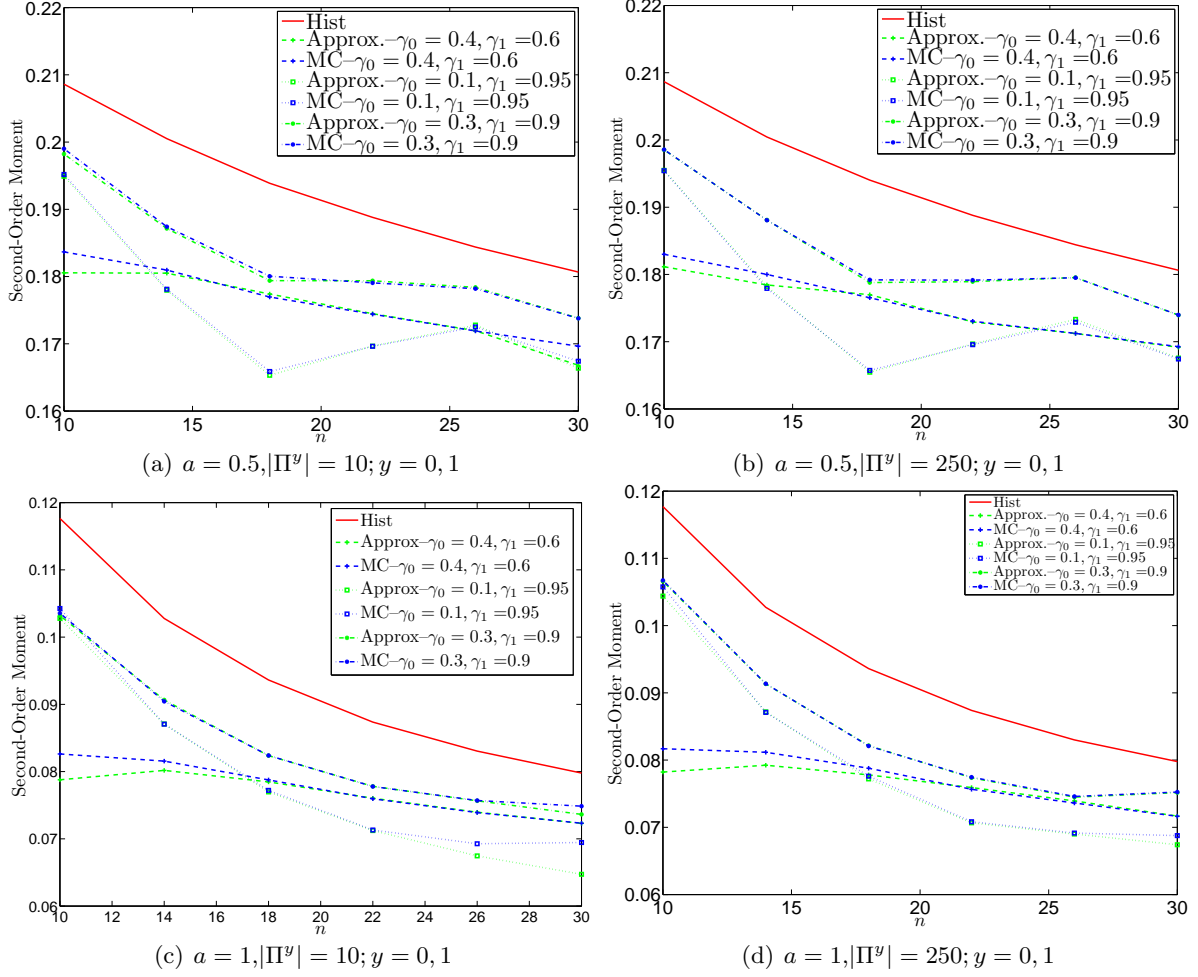 Second-Order Moment
0.22
0.21
0.2
0.19
0.18
0.17
0.16
10 15 20 25 30
n
Hist
Approx.–γ₀ = 0.4, γ₁ =0.6
MC–γ₀ = 0.4, γ₁ =0.6
Approx.–γ₀ = 0.1, γ₁ =0.95
MC–γ₀ = 0.1, γ₁ =0.95
Approx.–γ₀ = 0.3, γ₁ =0.9
MC–γ₀ = 0.3, γ₁ =0.9
(a) a = 0.5,|Π^y| = 10; y = 0, 1
Second-Order Moment
0.22
0.21
0.2
0.19
0.18
0.17
0.16
10 15 20 25 30
n
Hist
Approx.–γ₀ = 0.4, γ₁ =0.6
MC–γ₀ = 0.4, γ₁ =0.6
Approx.–γ₀ = 0.1, γ₁ =0.95
MC–γ₀ = 0.1, γ₁ =0.95
Approx.–γ₀ = 0.3, γ₁ =0.9
MC–γ₀ = 0.3, γ₁ =0.9
(b) a = 0.5,|Π^y| = 250; y = 0, 1
Second-Order Moment
0.12
0.11
0.1
0.09
0.08
0.07
0.06
10 12 14 16 18 20 22 24 26 28 30
n
Hist
Approx–γ₀ = 0.4, γ₁ =0.6
MC–γ₀ = 0.4, γ₁ =0.6
Approx–γ₀ = 0.1, γ₁ =0.95
MC–γ₀ = 0.1, γ₁ =0.95
Approx–γ₀ = 0.3, γ₁ =0.9
MC–γ₀ = 0.3, γ₁ =0.9
(c) a = 1,|Π^y| = 10; y = 0, 1
Second-Order Moment
0.12
0.11
0.1
0.09
0.08
0.07
0.06
10 15 20 25 30
n
Hist
Approx.–γ₀ = 0.4, γ₁ =0.6
MC–γ₀ = 0.4, γ₁ =0.6
Approx.–γ₀ = 0.1, γ₁ =0.95
MC–γ₀ = 0.1, γ₁ =0.95
Approx.–γ₀ = 0.3, γ₁ =0.9
MC–γ₀ = 0.3, γ₁ =0.9
(d) a = 1,|Π^y| = 250; y = 0, 1